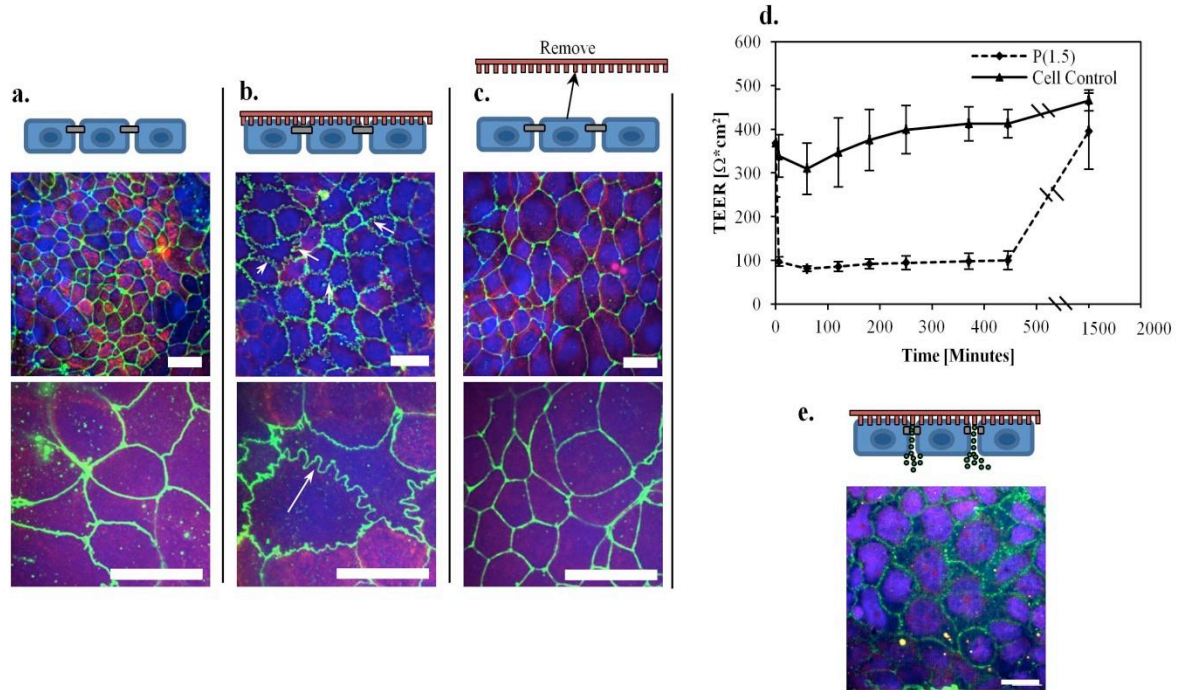 a.
b.
c.
Remove
d.
600
500
400
300
200
100
0
TEER [Ω*cm²]
P(1.5)
Cell Control
0 100 200 300 400 500 1500 2000
Time [Minutes]
e.